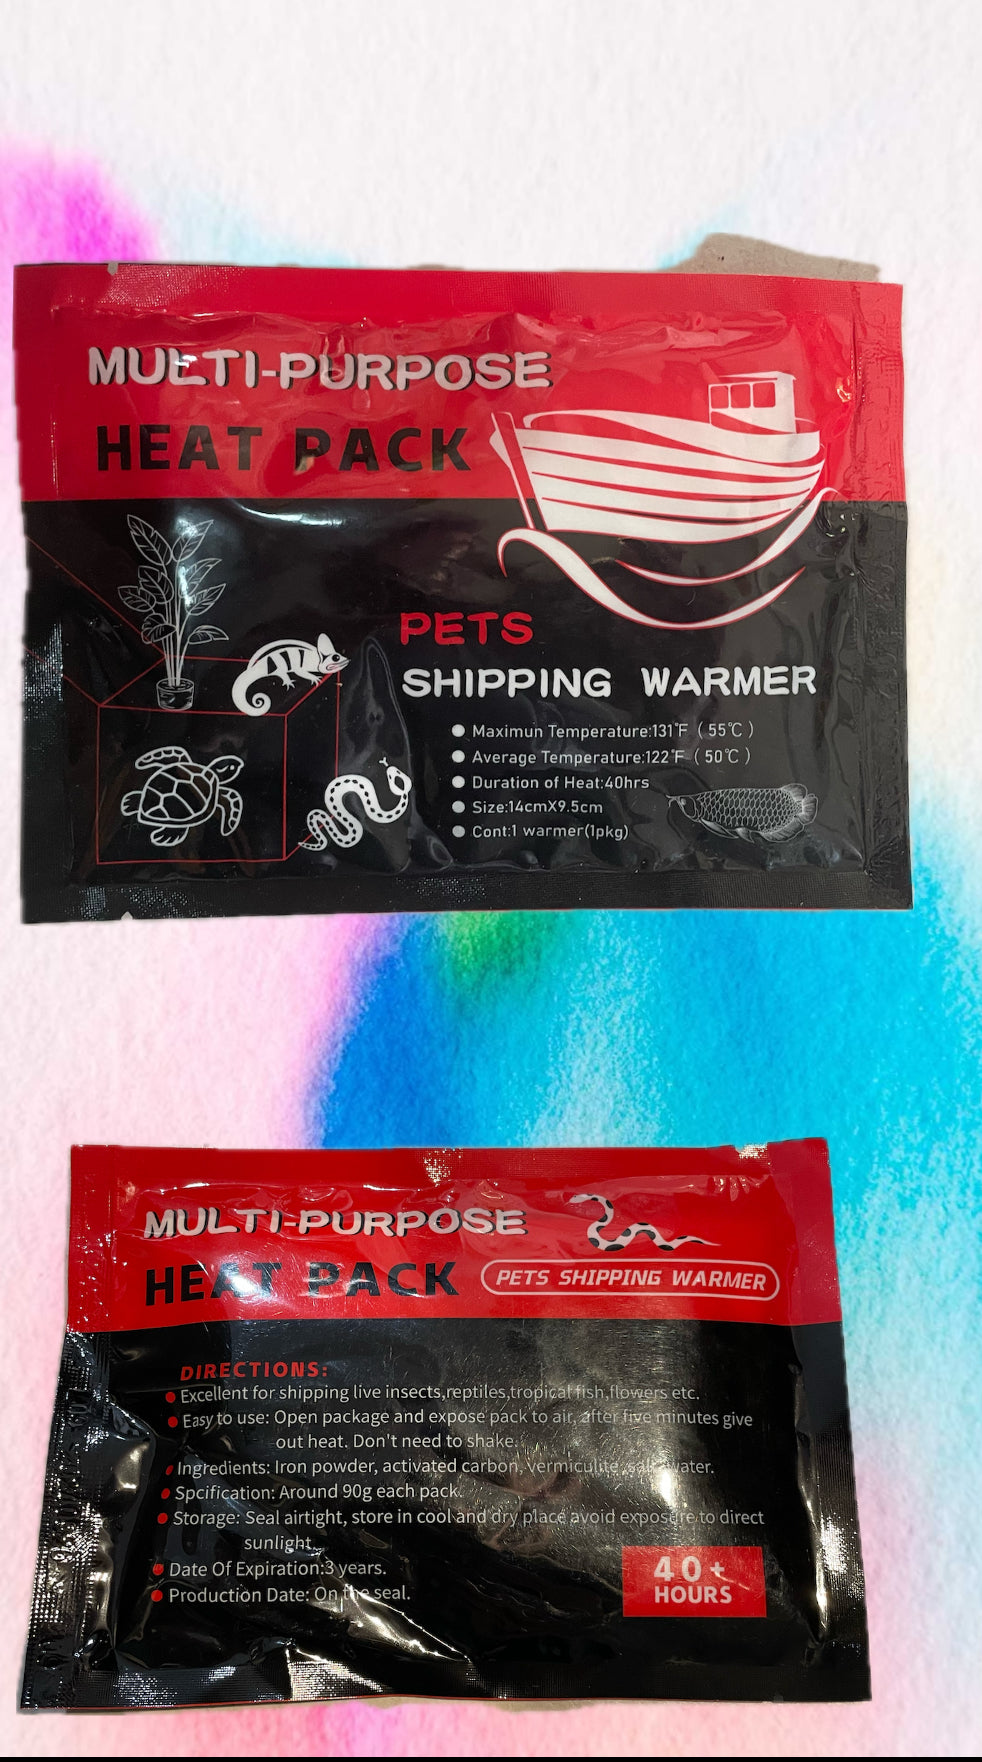 MULTI-PURPOSE
HEAT PACK
PETS
SHIPPING WARMER
Maximun Temperature:131°F ( 55℃ )
Average Temperature:122°F ( 50℃ )
Duration of Heat:40hrs
Size:14cmX9.5cm
Cont:1 warmer(1pkg)
MULTI-PURPOSE
HEAT PACK
PETS SHIPPING WARMER
DIRECTIONS:
Excellent for shipping live insects,reptiles,tropical fish,flowers etc.
Easy to use: Open package and expose pack to air, after five minutes give
out heat. Don't need to shake.
Ingredients: Iron powder, activated carbon, vermiculite, salt, water.
Spcification: Around 90g each pack.
Storage: Seal airtight, store in cool and dry place avoid exposure to direct
sunlight.
Date Of Expiration:3 years.
Production Date: On the seal.
40+
HOURS